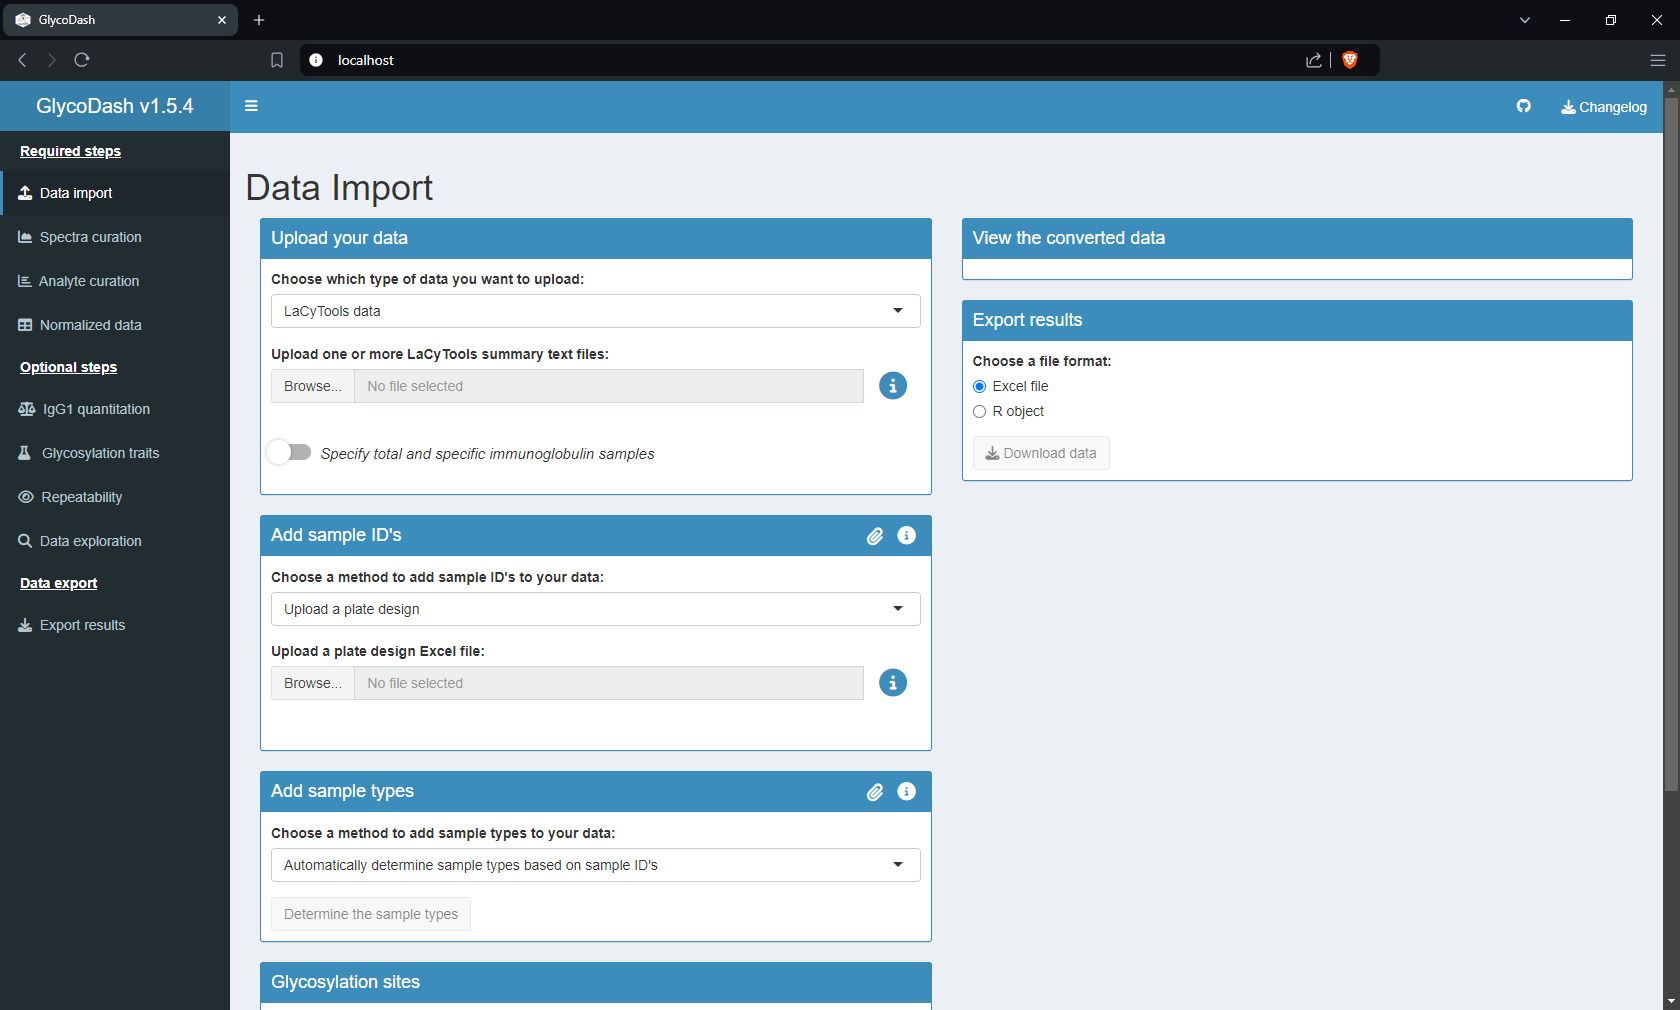 GlycoDash
localhost
GlycoDash v1.5.4
Changelog
Required steps
Data import
Spectra curation
Analyte curation
Normalized data
Optional steps
IgG1 quantitation
Glycosylation traits
Repeatability
Data exploration
Data export
Export results
Data Import
Upload your data
Choose which type of data you want to upload:
LaCyTools data
Upload one or more LaCyTools summary text files:
Browse... No file selected
Specify total and specific immunoglobulin samples
Add sample ID's
Choose a method to add sample ID's to your data:
Upload a plate design
Upload a plate design Excel file:
Browse... No file selected
Add sample types
Choose a method to add sample types to your data:
Automatically determine sample types based on sample ID's
Determine the sample types
Glycosylation sites
View the converted data
Export results
Choose a file format:
Excel file
R object
Download data